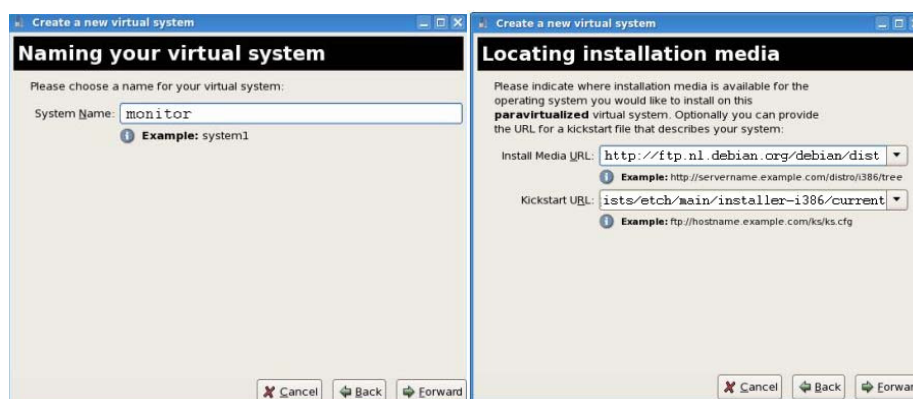 Create a new virtual system
Naming your virtual system
Please choose a name for your virtual system:
System Name: monitor
Example: system1
Cancel
Back
Forward
Create a new virtual system
Locating installation media
Please indicate where installation media is available for the
operating system you would like to install on this
paravirtualized virtual system. Optionally you can provide
the URL for a kickstart file that describes your system:
Install Media URL: http://ftp.nl.debian.org/debian/dist
Example: http://servername.example.com/distro/i386/tree
Kickstart URL: ists/etch/main/installer-i386/current
Example: ftp://hostname.example.com/ks/ks.cfg
Cancel
Back
Forwar